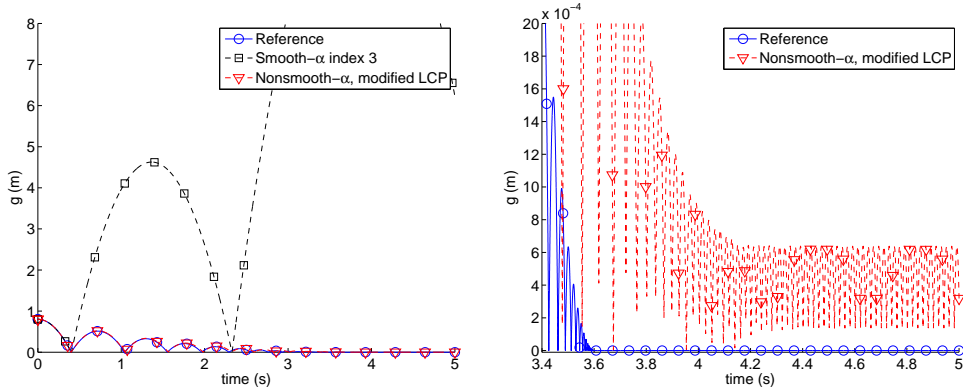 8
7
6
5
4
3
2
1
0
g (m)
0 1 2 3 4 5
time (s)
Reference
Smooth−α index 3
Nonsmooth−α, modified LCP
x 10⁻⁴
20
18
16
14
12
10
8
6
4
2
0
g (m)
3.4 3.6 3.8 4 4.2 4.4 4.6 4.8 5
time (s)
Reference
Nonsmooth−α, modified LCP